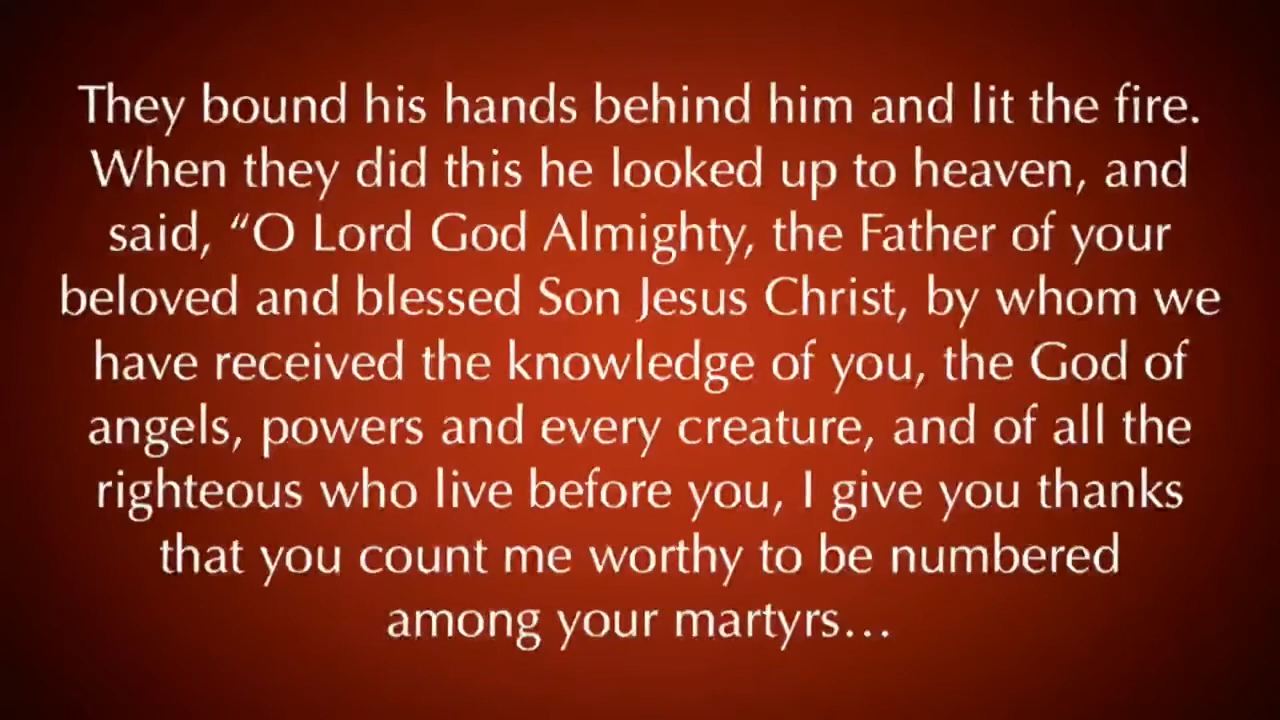 They bound his hands behind him and lit the fire.
When they did this he looked up to heaven, and
said, “O Lord God Almighty, the Father of your
beloved and blessed Son Jesus Christ, by whom we
have received the knowledge of you, the God of
angels, powers and every creature, and of all the
righteous who live before you, I give you thanks
that you count me worthy to be numbered
among your martyrs…